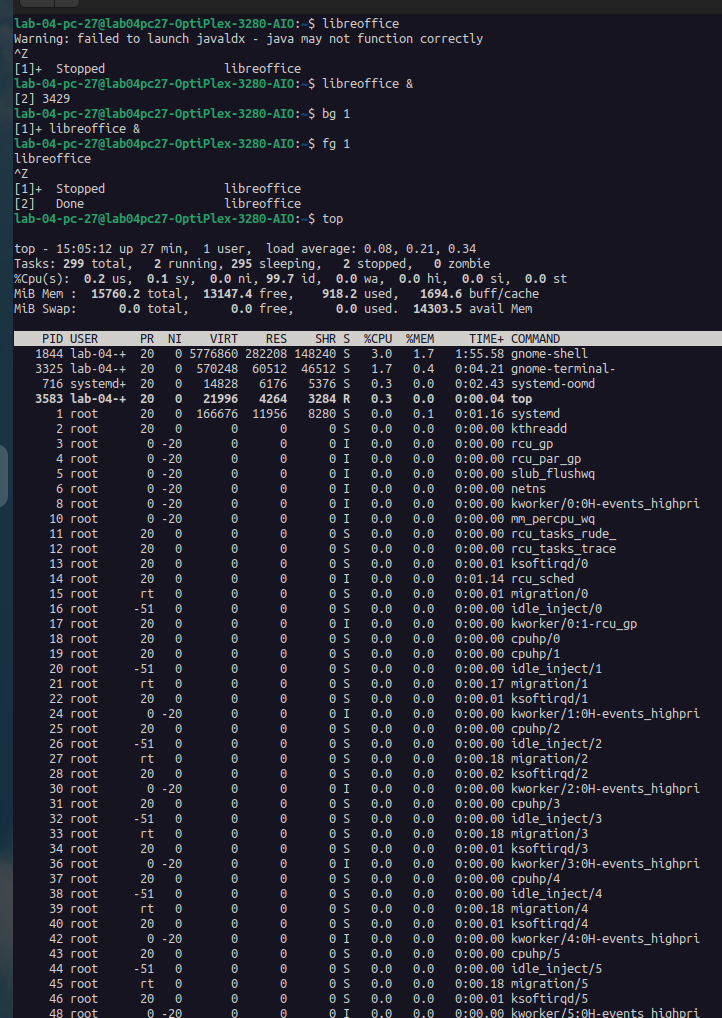 lab-04-pc-27@lab04pc27-OptiPlex-3280-AIO:~$ libreoffice
Warning: failed to launch javaldx - java may not function correctly
^Z
[1]+  Stopped                 libreoffice
lab-04-pc-27@lab04pc27-OptiPlex-3280-AIO:~$ libreoffice &
[2] 3429
lab-04-pc-27@lab04pc27-OptiPlex-3280-AIO:~$ bg 1
[1]+ libreoffice &
lab-04-pc-27@lab04pc27-OptiPlex-3280-AIO:~$ fg 1
libreoffice
^Z
[1]+  Stopped                 libreoffice
[2]   Done                    libreoffice
lab-04-pc-27@lab04pc27-OptiPlex-3280-AIO:~$ top
top - 15:05:12 up 27 min,  1 user,  load average: 0.08, 0.21, 0.34
Tasks: 299 total,   2 running, 295 sleeping,   2 stopped,   0 zombie
%Cpu(s):  0.2 us,  0.1 sy,  0.0 ni, 99.7 id,  0.0 wa,  0.0 hi,  0.0 si,  0.0 st
MiB Mem :  15760.2 total,  13147.4 free,    918.2 used,   1694.6 buff/cache
MiB Swap:      0.0 total,      0.0 free,      0.0 used.  14303.5 avail Mem
PID USER      PR  NI    VIRT    RES    SHR S  %CPU  %MEM     TIME+ COMMAND
1844 lab-04-+  20   0 5776860 282208 148240 S   3.0   1.7   1:55.58 gnome-shell
3325 lab-04-+  20   0  570248  60512  46512 S   1.7   0.4   0:04.21 gnome-terminal-
716 systemd+  20   0   14828   6176   5376 S   0.3   0.0   0:02.43 systemd-oomd
3583 lab-04-+  20   0   21996   4264   3284 R   0.3   0.0   0:00.04 top
1 root      20   0  166676  11956   8280 S   0.0   0.1   0:01.16 systemd
2 root      20   0       0      0      0 S   0.0   0.0   0:00.00 kthreadd
3 root       0 -20       0      0      0 I   0.0   0.0   0:00.00 rcu_gp
4 root       0 -20       0      0      0 I   0.0   0.0   0:00.00 rcu_par_gp
5 root       0 -20       0      0      0 I   0.0   0.0   0:00.00 slub_flushwq
6 root       0 -20       0      0      0 I   0.0   0.0   0:00.00 netns
8 root       0 -20       0      0      0 I   0.0   0.0   0:00.00 kworker/0:0H-events_highpri
10 root       0 -20       0      0      0 I   0.0   0.0   0:00.00 mm_percpu_wq
11 root      20   0       0      0      0 S   0.0   0.0   0:00.00 rcu_tasks_rude_
12 root      20   0       0      0      0 S   0.0   0.0   0:00.00 rcu_tasks_trace
13 root      20   0       0      0      0 S   0.0   0.0   0:00.01 ksoftirqd/0
14 root      20   0       0      0      0 I   0.0   0.0   0:01.14 rcu_sched
15 root      rt   0       0      0      0 S   0.0   0.0   0:00.01 migration/0
16 root     -51   0       0      0      0 S   0.0   0.0   0:00.00 idle_inject/0
17 root      20   0       0      0      0 I   0.0   0.0   0:00.00 kworker/0:1-rcu_gp
18 root      20   0       0      0      0 S   0.0   0.0   0:00.00 cpuhp/0
19 root      20   0       0      0      0 S   0.0   0.0   0:00.00 cpuhp/1
20 root     -51   0       0      0      0 S   0.0   0.0   0:00.00 idle_inject/1
21 root      rt   0       0      0      0 S   0.0   0.0   0:00.17 migration/1
22 root      20   0       0      0      0 S   0.0   0.0   0:00.01 ksoftirqd/1
24 root       0 -20       0      0      0 I   0.0   0.0   0:00.00 kworker/1:0H-events_highpri
25 root      20   0       0      0      0 S   0.0   0.0   0:00.00 cpuhp/2
26 root     -51   0       0      0      0 S   0.0   0.0   0:00.00 idle_inject/2
27 root      rt   0       0      0      0 S   0.0   0.0   0:00.18 migration/2
28 root      20   0       0      0      0 S   0.0   0.0   0:00.02 ksoftirqd/2
30 root       0 -20       0      0      0 I   0.0   0.0   0:00.00 kworker/2:0H-events_highpri
31 root      20   0       0      0      0 S   0.0   0.0   0:00.00 cpuhp/3
32 root     -51   0       0      0      0 S   0.0   0.0   0:00.00 idle_inject/3
33 root      rt   0       0      0      0 S   0.0   0.0   0:00.18 migration/3
34 root      20   0       0      0      0 S   0.0   0.0   0:00.01 ksoftirqd/3
36 root       0 -20       0      0      0 I   0.0   0.0   0:00.00 kworker/3:0H-events_highpri
37 root      20   0       0      0      0 S   0.0   0.0   0:00.00 cpuhp/4
38 root     -51   0       0      0      0 S   0.0   0.0   0:00.00 idle_inject/4
39 root      rt   0       0      0      0 S   0.0   0.0   0:00.18 migration/4
40 root      20   0       0      0      0 S   0.0   0.0   0:00.01 ksoftirqd/4
42 root       0 -20       0      0      0 I   0.0   0.0   0:00.00 kworker/4:0H-events_highpri
43 root      20   0       0      0      0 S   0.0   0.0   0:00.00 cpuhp/5
44 root     -51   0       0      0      0 S   0.0   0.0   0:00.00 idle_inject/5
45 root      rt   0       0      0      0 S   0.0   0.0   0:00.18 migration/5
46 root      20   0       0      0      0 S   0.0   0.0   0:00.01 ksoftirqd/5
48 root       0 -20       0      0      0 I   0.0   0.0   0:00.00 kworker/5:0H-events_highpri